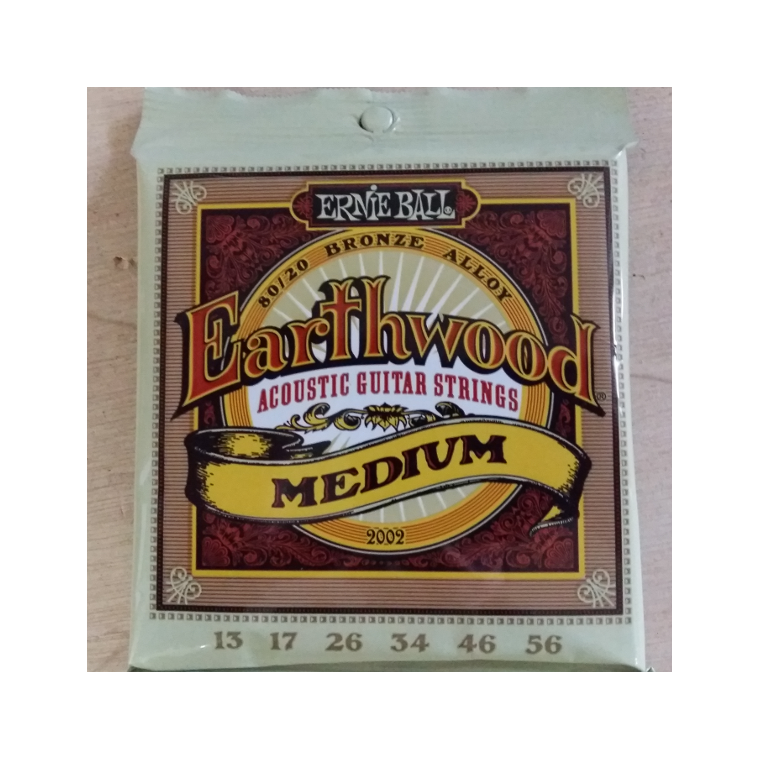 ERNIE BALL®
80/20 BRONZE ALLOY
Earthwood®
ACOUSTIC GUITAR STRINGS
MEDIUM
2002
13 17 26 34 46 56